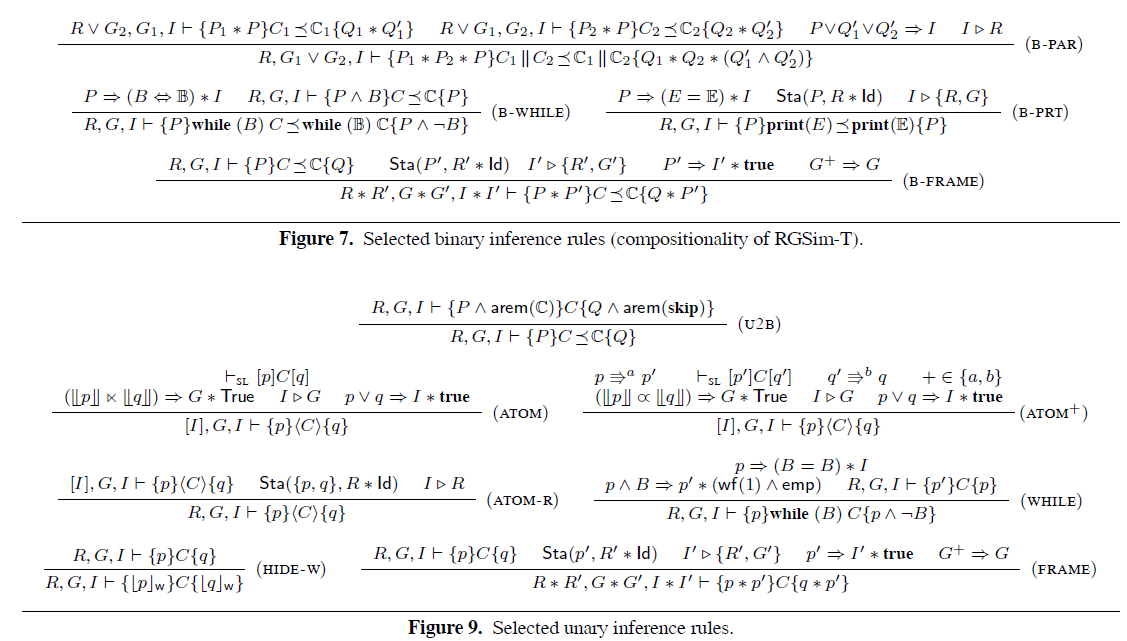 R ∨ G₂, G₁, I ⊢ {P₁ ∗ P}C₁ ⪯ ℂ₁{Q₁ ∗ Q′₁}   R ∨ G₁, G₂, I ⊢ {P₂ ∗ P}C₂ ⪯ ℂ₂{Q₂ ∗ Q′₂}   P∨Q′₁∨Q′₂ ⇒ I   I ▷ R
R, G₁ ∨ G₂, I ⊢ {P₁ ∗ P₂ ∗ P}C₁ ∥ C₂ ⪯ ℂ₁ ∥ ℂ₂{Q₁ ∗ Q₂ ∗ (Q′₁ ∧ Q′₂)} (B-PAR)
P ⇒ (B ⇔ 𝔹) ∗ I   R, G, I ⊢ {P ∧ B}C ⪯ ℂ{P}
R, G, I ⊢ {P}while (B) C ⪯ while (𝔹) ℂ{P ∧ ¬B} (B-WHILE)
P ⇒ (E = 𝔼) ∗ I   Sta(P, R ∗ Id)   I ▷ {R, G}
R, G, I ⊢ {P}print(E) ⪯ print(𝔼){P} (B-PRT)
R, G, I ⊢ {P}C ⪯ ℂ{Q}   Sta(P′, R′ ∗ Id)   I′ ▷ {R′, G′}   P′ ⇒ I′ ∗ true   G⁺ ⇒ G
R ∗ R′, G ∗ G′, I ∗ I′ ⊢ {P ∗ P′}C ⪯ ℂ{Q ∗ P′} (B-FRAME)
Figure 7. Selected binary inference rules (compositionality of RGSim-T).
R, G, I ⊢ {P ∧ arem(ℂ)}C{Q ∧ arem(skip)}
R, G, I ⊢ {P}C ⪯ ℂ{Q} (U2B)
⊢SL [p]C[q]
(⌊⌊p⌋⌋ ⋉ ⌊⌊q⌋⌋) ⇒ G ∗ True   I ▷ G   p ∨ q ⇒ I ∗ true
[I], G, I ⊢ {p}⟨C⟩{q} (ATOM)
p ⇛ᵃ p′   ⊢SL [p′]C[q′]   q′ ⇛ᵇ q   + ∈ {a, b}
(⌊⌊p⌋⌋ ∝ ⌊⌊q⌋⌋) ⇒ G ∗ True   I ▷ G   p ∨ q ⇒ I ∗ true
[I], G, I ⊢ {p}⟨C⟩{q} (ATOM⁺)
[I], G, I ⊢ {p}⟨C⟩{q}   Sta({p, q}, R ∗ Id)   I ▷ R
R, G, I ⊢ {p}⟨C⟩{q} (ATOM-R)
p ⇒ (B = B) ∗ I
p ∧ B ⇒ p′ ∗ (wf(1) ∧ emp)   R, G, I ⊢ {p′}C{p}
R, G, I ⊢ {p}while (B) C{p ∧ ¬B} (WHILE)
R, G, I ⊢ {p}C{q}
R, G, I ⊢ {⌊p⌋w}C{⌊q⌋w} (HIDE-W)
R, G, I ⊢ {p}C{q}   Sta(p′, R′ ∗ Id)   I′ ▷ {R′, G′}   p′ ⇒ I′ ∗ true   G⁺ ⇒ G
R ∗ R′, G ∗ G′, I ∗ I′ ⊢ {p ∗ p′}C{q ∗ p′} (FRAME)
Figure 9. Selected unary inference rules.